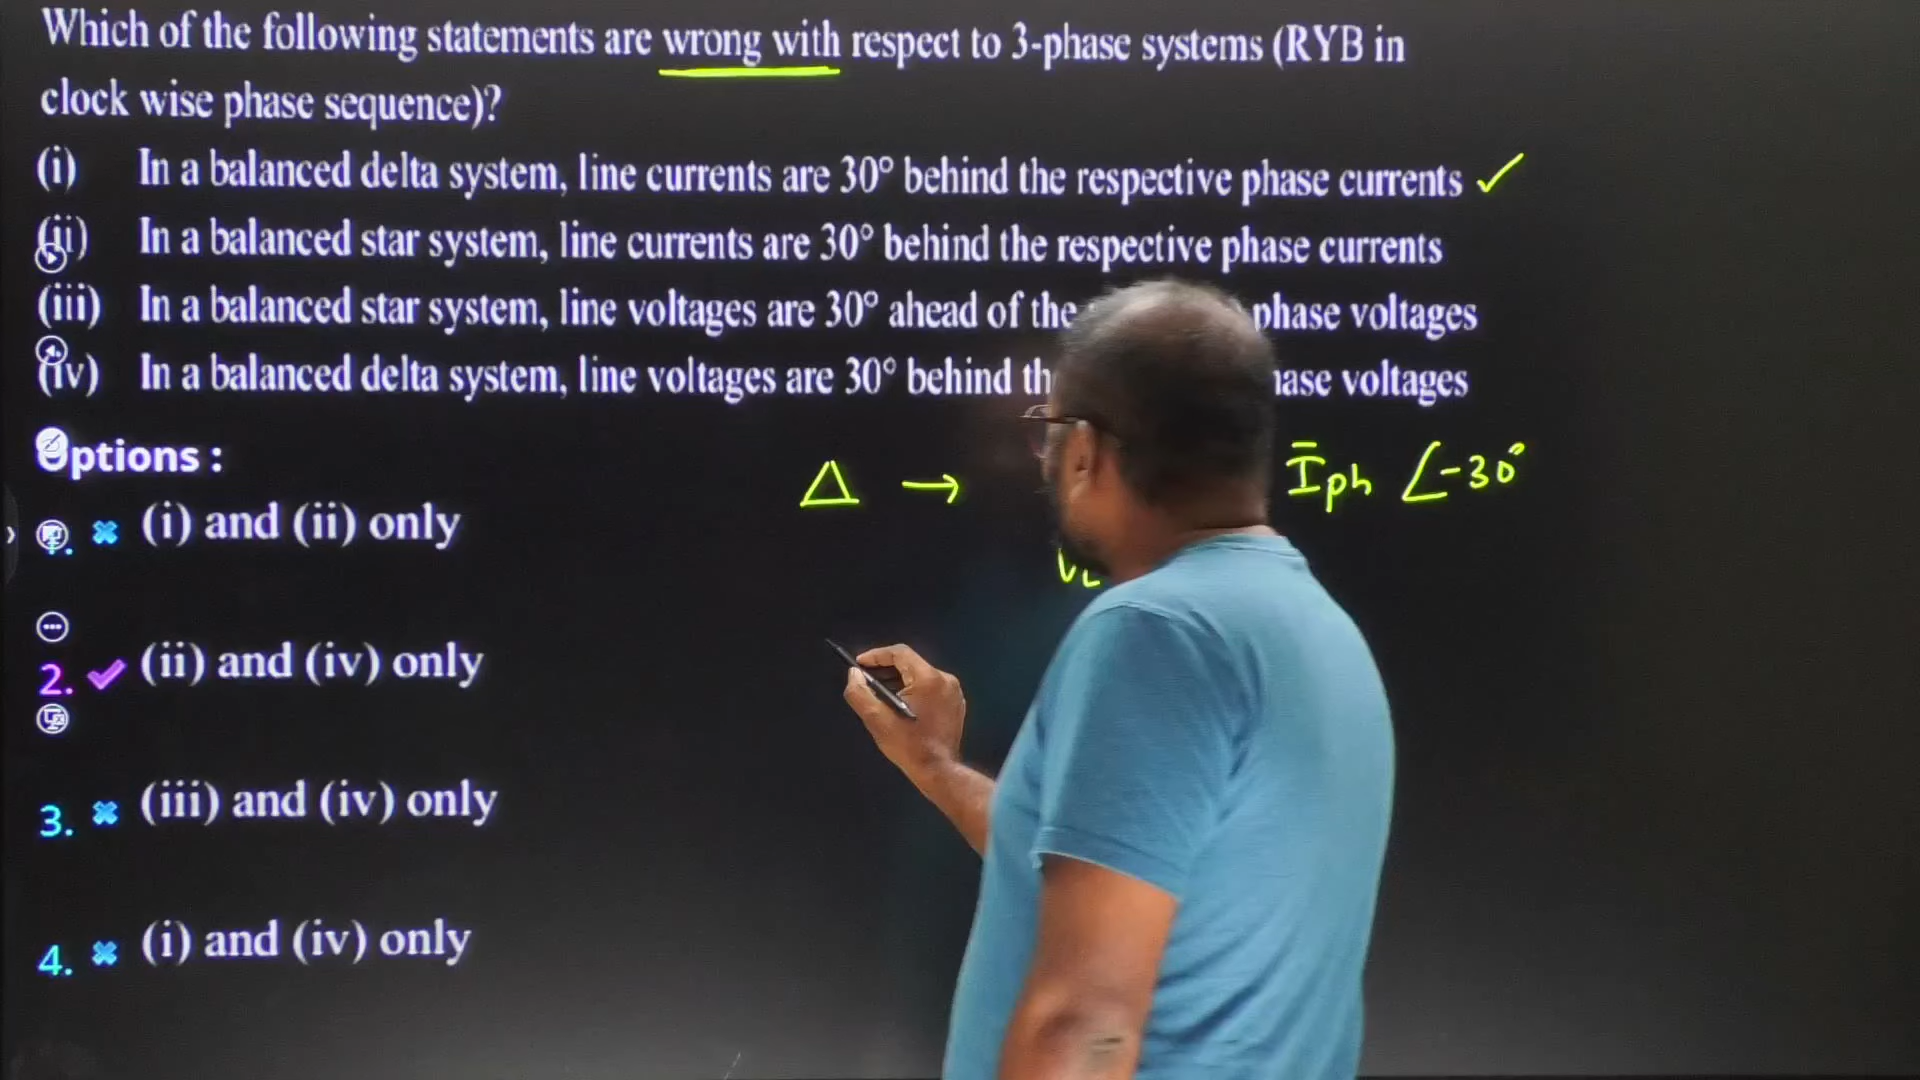 Which of the following statements are wrong with respect to 3-phase systems (RYB in
clock wise phase sequence)?
(i) In a balanced delta system, line currents are 30° behind the respective phase currents ✓
(ii) In a balanced star system, line currents are 30° behind the respective phase currents
(iii) In a balanced star system, line voltages are 30° ahead of the phase voltages
(iv) In a balanced delta system, line voltages are 30° behind voltages
Options :
Δ → I̅ph ∠-30°
(i) and (ii) only
VL
2. ✓ (ii) and (iv) only
3. ✖ (iii) and (iv) only
4. ✖ (i) and (iv) only